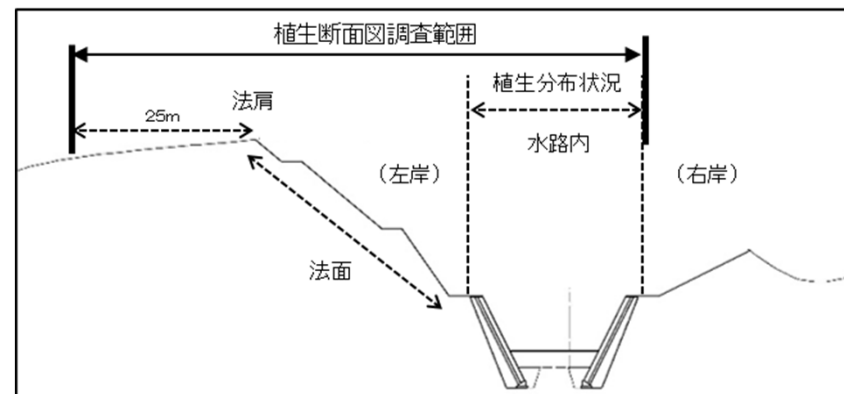 植生断面図調査範囲
植生分布状況
法肩
25m
水路内
（左岸）
（右岸）
法面